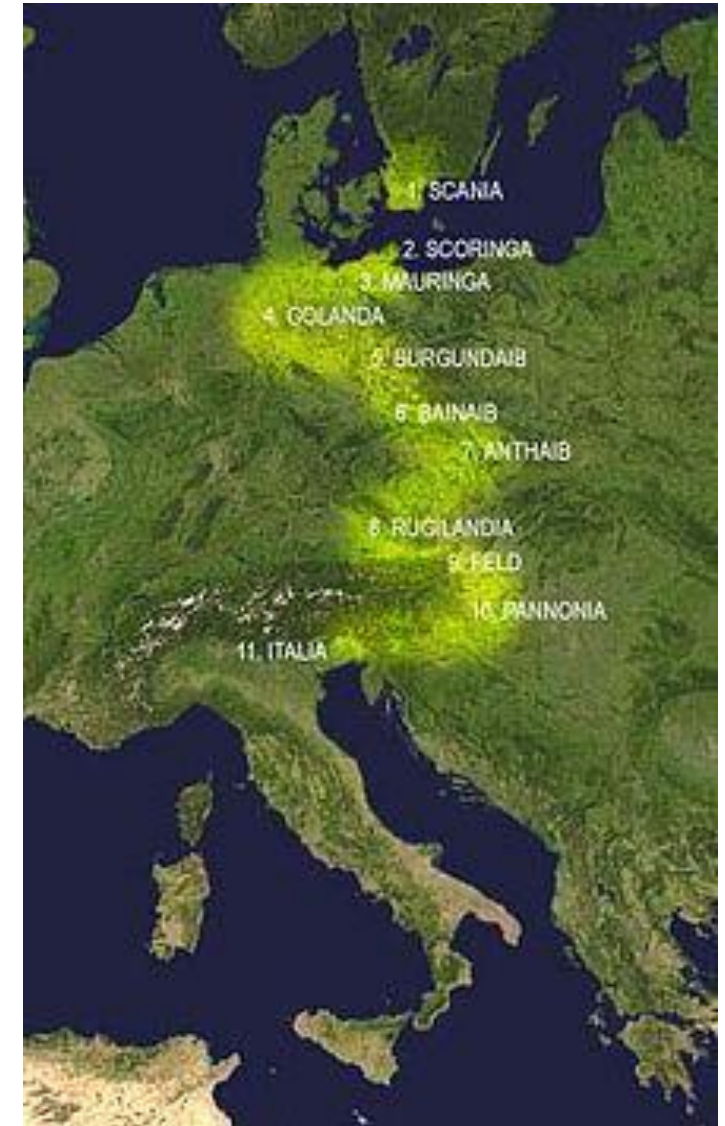 1. SCANIA
2. SCORINGA
3. MAURINGA
4. GOLANDA
5. BURGUNDAIB
6. BAINAIB
7. ANTHAIB
8. RUGILANDIA
9. FELD
10. PANNONIA
11. ITALIA